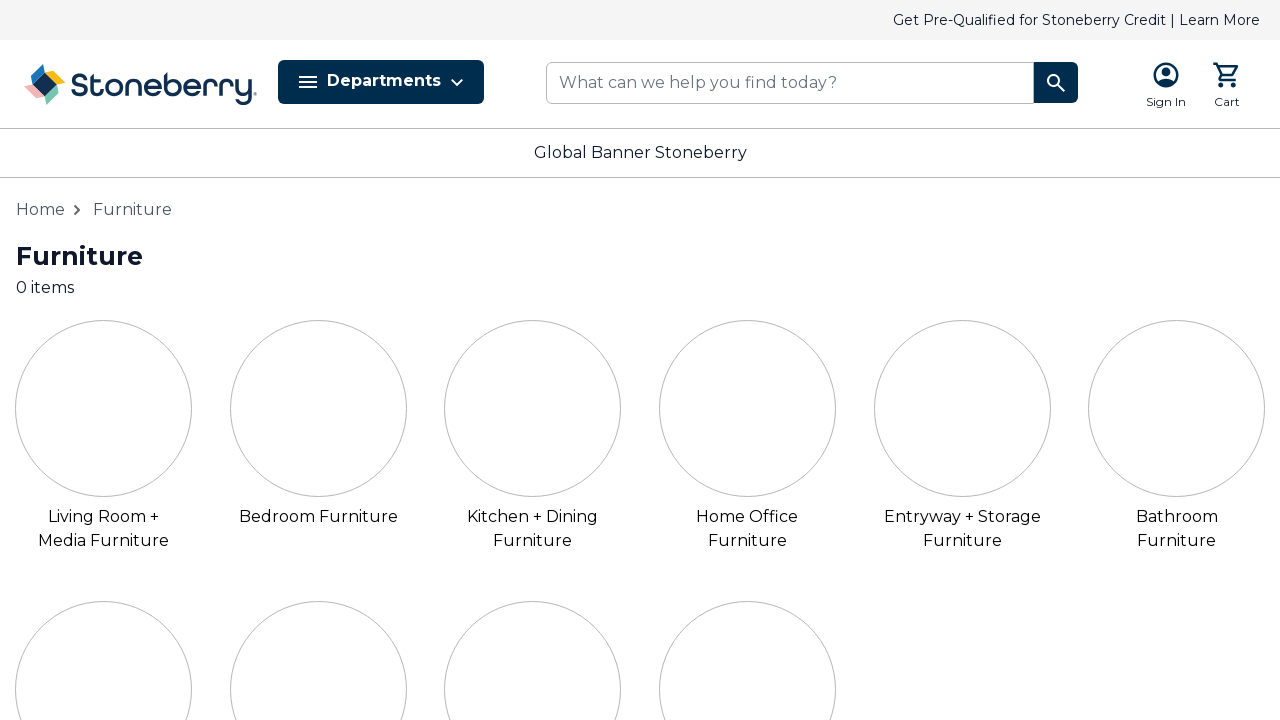 Get Pre-Qualified for Stoneberry Credit | Learn More
Stoneberry
Departments
What can we help you find today?
Sign In
Cart
Global Banner Stoneberry
Home
Furniture
Furniture
0 items
Living Room +
Media Furniture
Bedroom Furniture
Kitchen + Dining
Furniture
Home Office
Furniture
Entryway + Storage
Furniture
Bathroom
Furniture